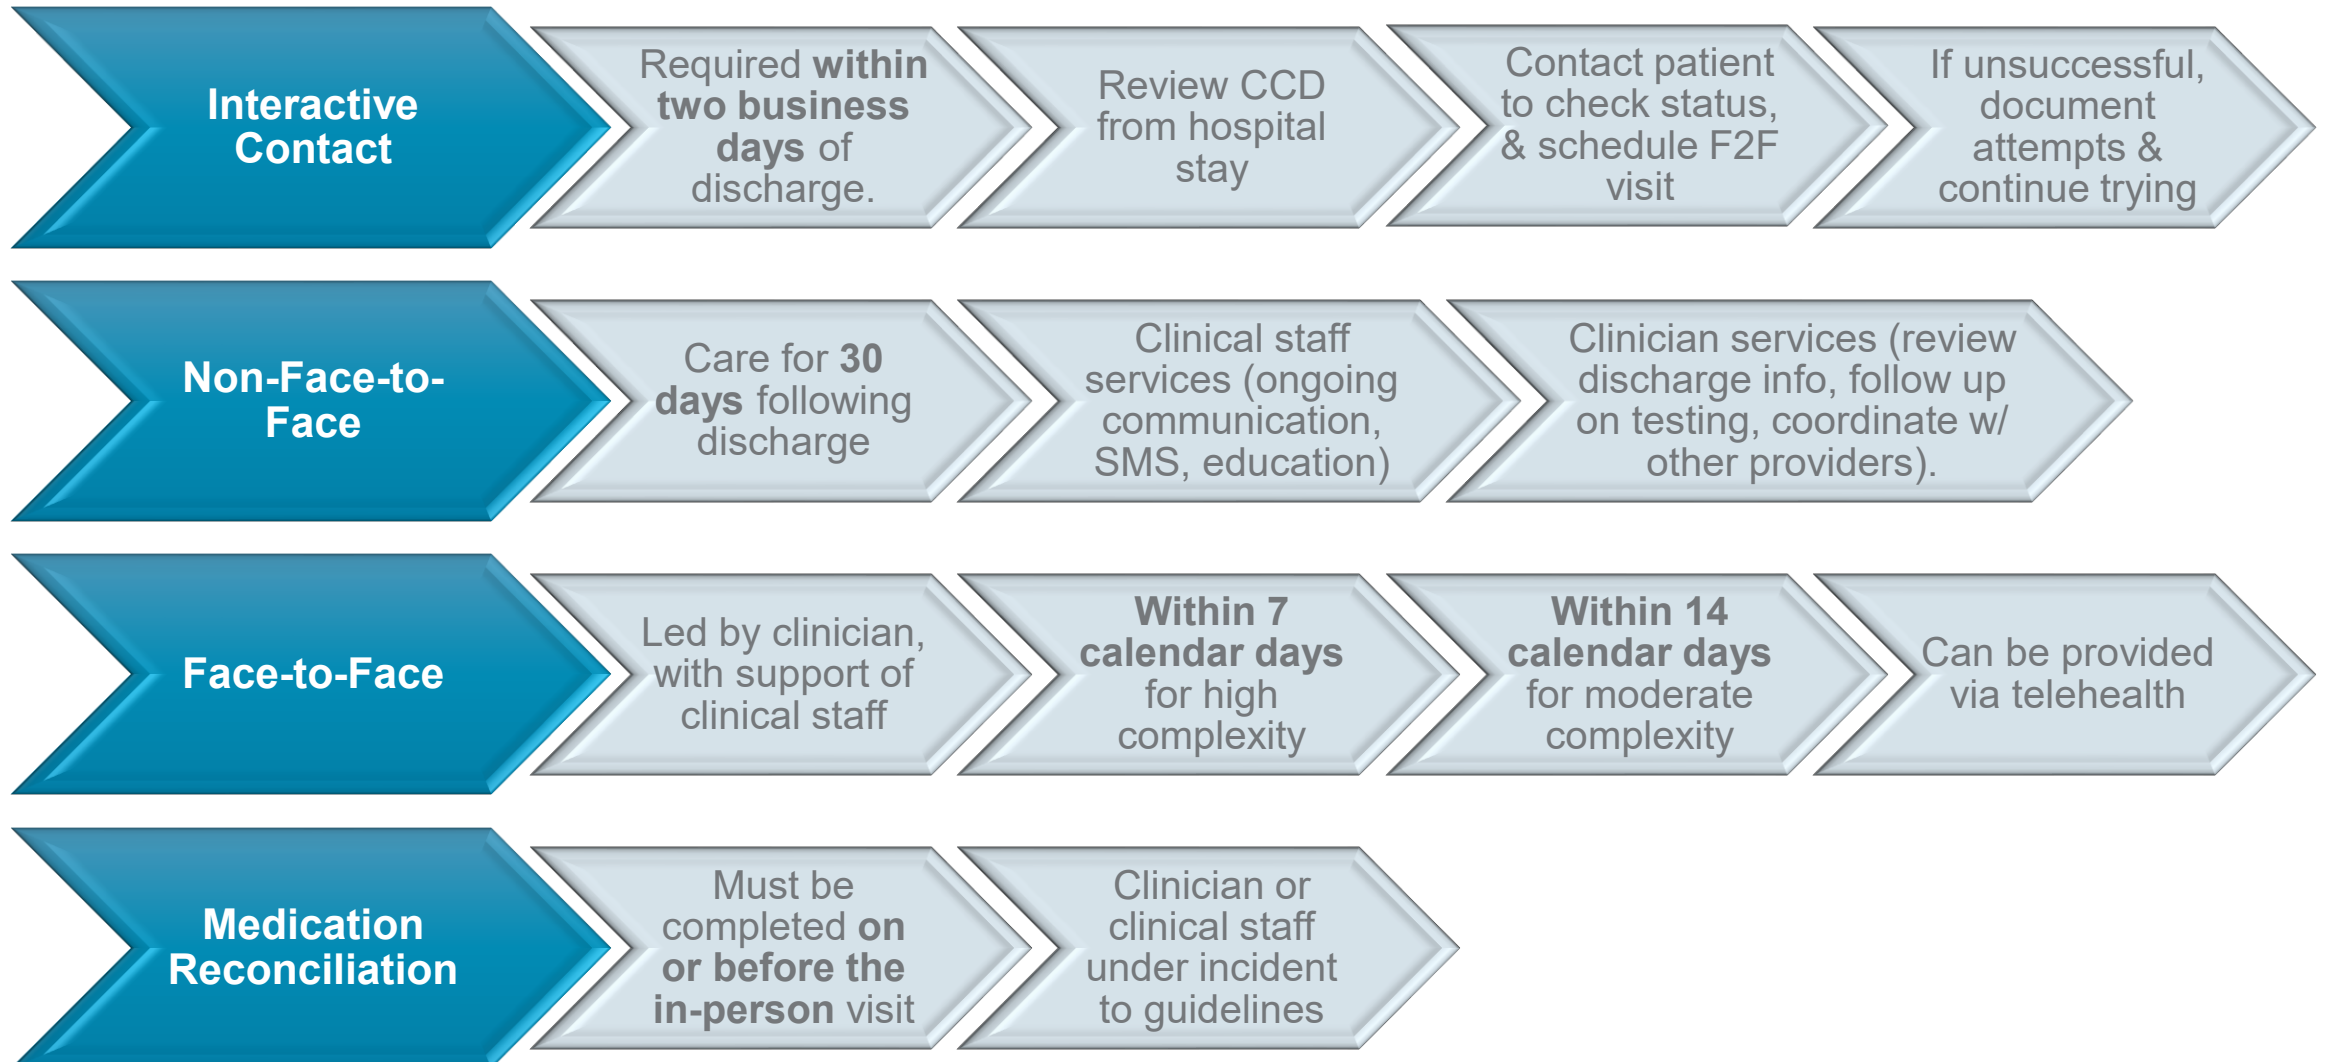 Interactive
Contact
Required within
two business
days of
discharge.
Review CCD
from hospital
stay
Contact patient
to check status,
& schedule F2F
visit
If unsuccessful,
document
attempts &
continue trying
Non-Face-to-
Face
Care for 30
days following
discharge
Clinical staff
services (ongoing
communication,
SMS, education)
Clinician services (review
discharge info, follow up
on testing, coordinate w/
other providers).
Face-to-Face
Led by clinician,
with support of
clinical staff
Within 7
calendar days
for high
complexity
Within 14
calendar days
for moderate
complexity
Can be provided
via telehealth
Medication
Reconciliation
Must be
completed on
or before the
in-person visit
Clinician or
clinical staff
under incident
to guidelines